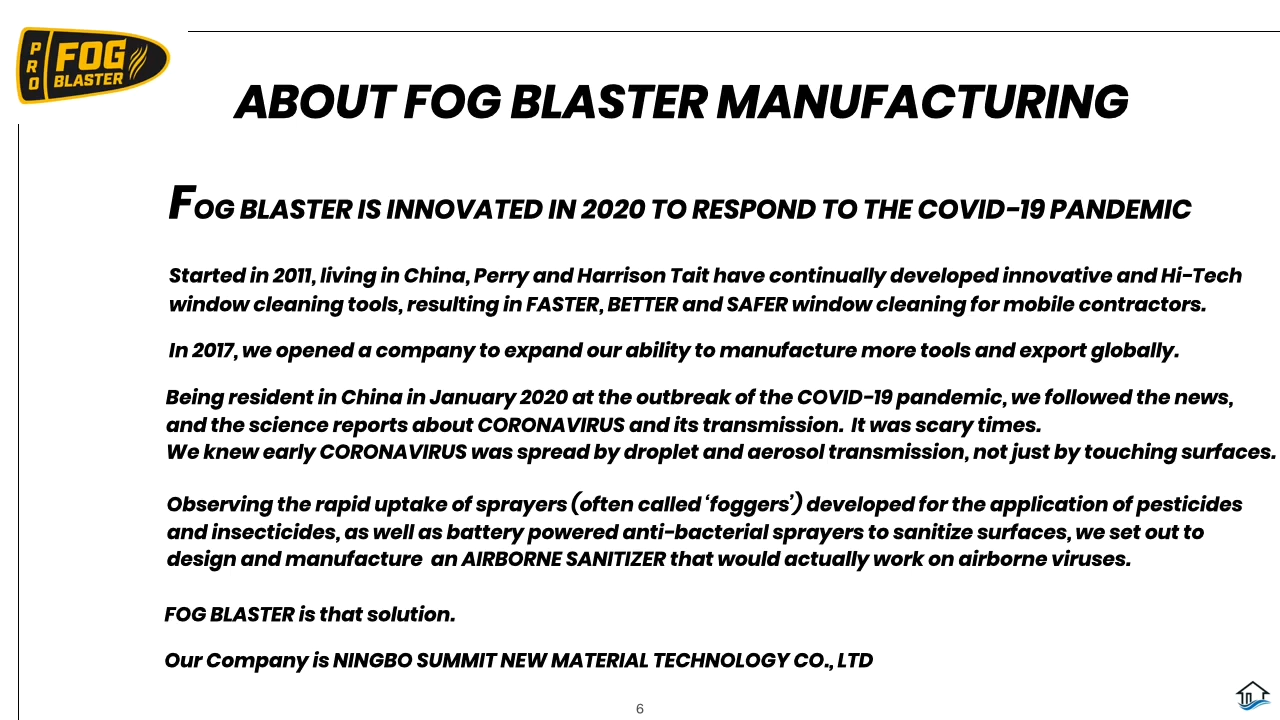 PRO
FOG
BLASTER
ABOUT FOG BLASTER MANUFACTURING
FOG BLASTER IS INNOVATED IN 2020 TO RESPOND TO THE COVID-19 PANDEMIC
Started in 2011, living in China, Perry and Harrison Tait have continually developed innovative and Hi-Tech
window cleaning tools, resulting in FASTER, BETTER and SAFER window cleaning for mobile contractors.
In 2017, we opened a company to expand our ability to manufacture more tools and export globally.
Being resident in China in January 2020 at the outbreak of the COVID-19 pandemic, we followed the news,
and the science reports about CORONAVIRUS and its transmission. It was scary times.
We knew early CORONAVIRUS was spread by droplet and aerosol transmission, not just by touching surfaces.
Observing the rapid uptake of sprayers (often called ‘foggers’) developed for the application of pesticides
and insecticides, as well as battery powered anti-bacterial sprayers to sanitize surfaces, we set out to
design and manufacture an AIRBORNE SANITIZER that would actually work on airborne viruses.
FOG BLASTER is that solution.
Our Company is NINGBO SUMMIT NEW MATERIAL TECHNOLOGY CO., LTD
6